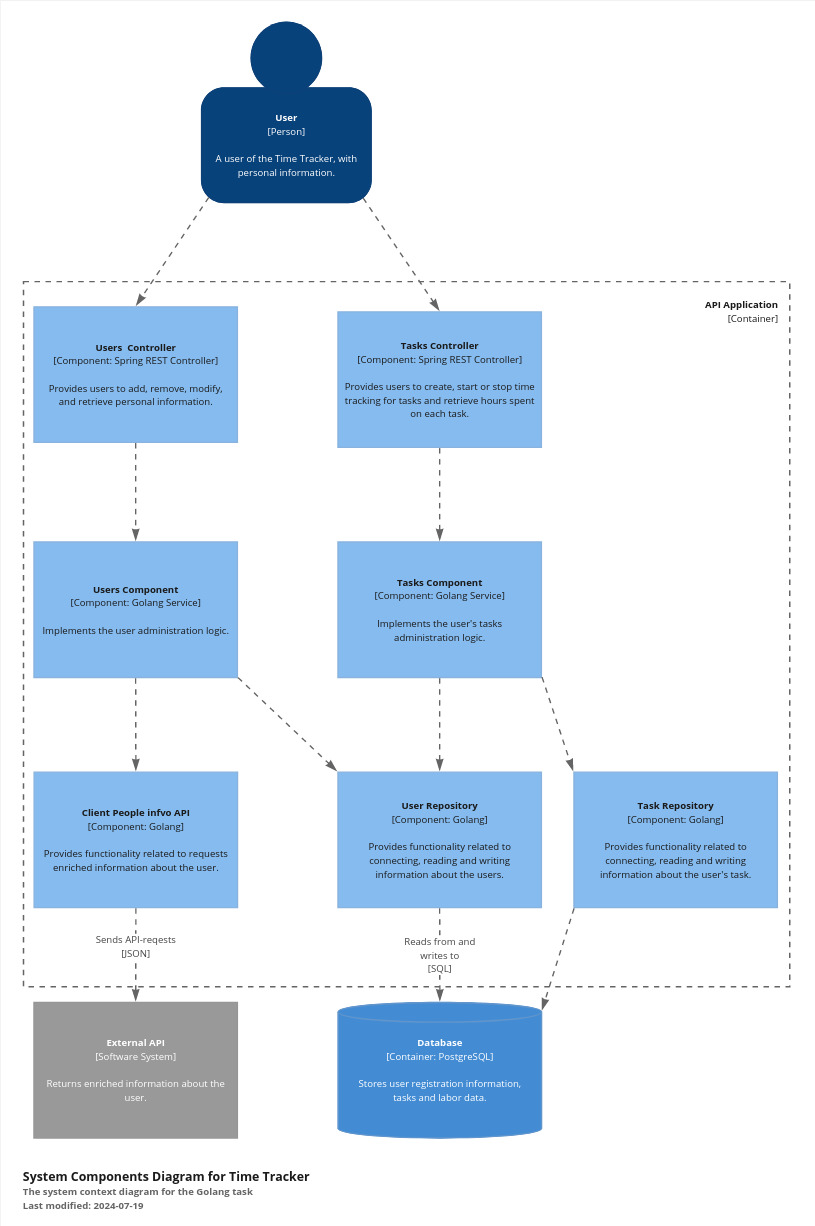 User
[Person]
A user of the Time Tracker, with
personal information.
API Application
[Container]
Users  Controller
[Component: Spring REST Controller]
Provides users to add, remove, modify,
and retrieve personal information.
Tasks Controller
[Component: Spring REST Controller]
Provides users to create, start or stop time
tracking for tasks and retrieve hours spent
on each task.
Users Component
[Component: Golang Service]
Implements the user administration logic.
Tasks Component
[Component: Golang Service]
Implements the user's tasks
administration logic.
Client People infvo API
[Component: Golang]
Provides functionality related to requests
enriched information about the user.
User Repository
[Component: Golang]
Provides functionality related to
connecting, reading and writing
information about the users.
Task Repository
[Component: Golang]
Provides functionality related to
connecting, reading and writing
information about the user's task.
Sends API-reqests
[JSON]
Reads from and
writes to
[SQL]
External API
[Software System]
Returns enriched information about the
user.
Database
[Container: PostgreSQL]
Stores user registration information,
tasks and labor data.
System Components Diagram for Time Tracker
The system context diagram for the Golang task
Last modified: 2024-07-19